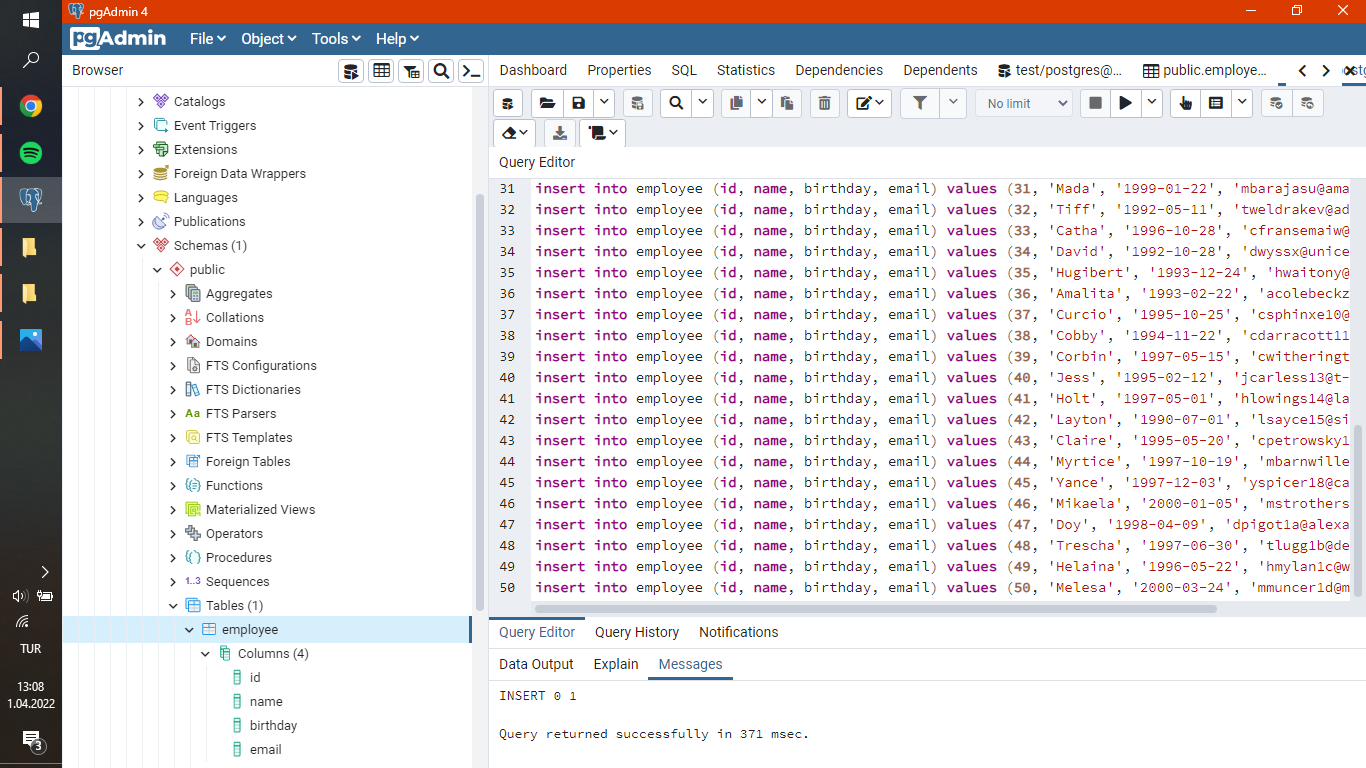 pgAdmin 4
pgAdmin File Object Tools Help
Browser
Dashboard Properties SQL Statistics Dependencies Dependents test/postgres@... public.employe...
No limit
Query Editor
Catalogs
Event Triggers
Extensions
Foreign Data Wrappers
Languages
Publications
Schemas (1)
public
Aggregates
Collations
Domains
FTS Configurations
FTS Dictionaries
Aa FTS Parsers
FTS Templates
Foreign Tables
Functions
Materialized Views
Operators
Procedures
1..3 Sequences
Tables (1)
employee
Columns (4)
id
name
birthday
email
31 insert into employee (id, name, birthday, email) values (31, 'Mada', '1999-01-22', 'mbarajasu@ama
32 insert into employee (id, name, birthday, email) values (32, 'Tiff', '1992-05-11', 'tweldrakev@ad
33 insert into employee (id, name, birthday, email) values (33, 'Catha', '1996-10-28', 'cfransemaiw@
34 insert into employee (id, name, birthday, email) values (34, 'David', '1992-10-28', 'dwyssx@unice
35 insert into employee (id, name, birthday, email) values (35, 'Hugibert', '1993-12-24', 'hwaitony@
36 insert into employee (id, name, birthday, email) values (36, 'Amalita', '1993-02-22', 'acolebeckz
37 insert into employee (id, name, birthday, email) values (37, 'Curcio', '1995-10-25', 'csphinxe10@
38 insert into employee (id, name, birthday, email) values (38, 'Cobby', '1994-11-22', 'cdarracott11
39 insert into employee (id, name, birthday, email) values (39, 'Corbin', '1997-05-15', 'cwitheringt
40 insert into employee (id, name, birthday, email) values (40, 'Jess', '1995-02-12', 'jcarless13@t-
41 insert into employee (id, name, birthday, email) values (41, 'Holt', '1997-05-01', 'hlowings14@la
42 insert into employee (id, name, birthday, email) values (42, 'Layton', '1990-07-01', 'lsayce15@si
43 insert into employee (id, name, birthday, email) values (43, 'Claire', '1995-05-20', 'cpetrowsky1
44 insert into employee (id, name, birthday, email) values (44, 'Myrtice', '1997-10-19', 'mbarnwille
45 insert into employee (id, name, birthday, email) values (45, 'Yance', '1997-12-03', 'yspicer18@ca
46 insert into employee (id, name, birthday, email) values (46, 'Mikaela', '2000-01-05', 'mstrothers
47 insert into employee (id, name, birthday, email) values (47, 'Doy', '1998-04-09', 'dpigot1a@alexa
48 insert into employee (id, name, birthday, email) values (48, 'Trescha', '1997-06-30', 'tlugg1b@de
49 insert into employee (id, name, birthday, email) values (49, 'Helaina', '1996-05-22', 'hmylan1c@w
50 insert into employee (id, name, birthday, email) values (50, 'Melesa', '2000-03-24', 'mmuncer1d@m
Query Editor Query History Notifications
Data Output Explain Messages
INSERT 0 1
Query returned successfully in 371 msec.
TUR
13:08
1.04.2022
3